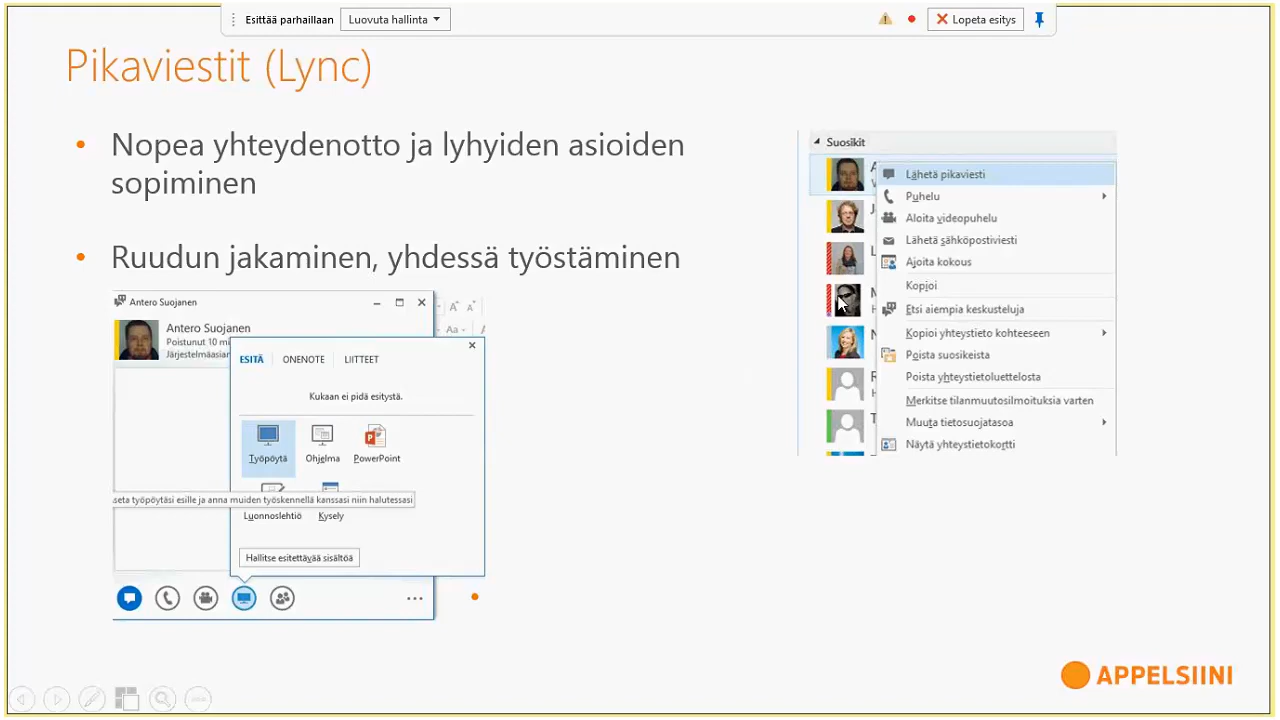 Esittää parhaillaan
Luovuta hallinta
Lopeta esitys
Pikaviestit (Lync)
Nopea yhteydenotto ja lyhyiden asioiden
sopiminen
Ruudun jakaminen, yhdessä työstäminen
Antero Suojanen
Antero Suojanen
Poistunut 10 mi
Järjestelmäasian
ESITÄ
ONENOTE
LIITTEET
Kukaan ei pidä esitystä.
Työpöytä
Ohjelma
PowerPoint
seta työpöytäsi esille ja anna muiden työskennellä kanssasi niin halutessasi
Luonnoslehtiö
Kysely
Hallitse esitettävää sisältöä
Aa
Suosikit
Lähetä pikaviesti
Puhelu
Aloita videopuhelu
Lähetä sähköpostiviesti
Ajoita kokous
Kopioi
Etsi aiempia keskusteluja
Kopioi yhteystieto kohteeseen
Poista suosikeista
Poista yhteystietoluettelosta
Merkitse tilanmuutosilmoituksia varten
Muuta tietosuojatasoa
Näytä yhteystietokortti
APPELSIINI